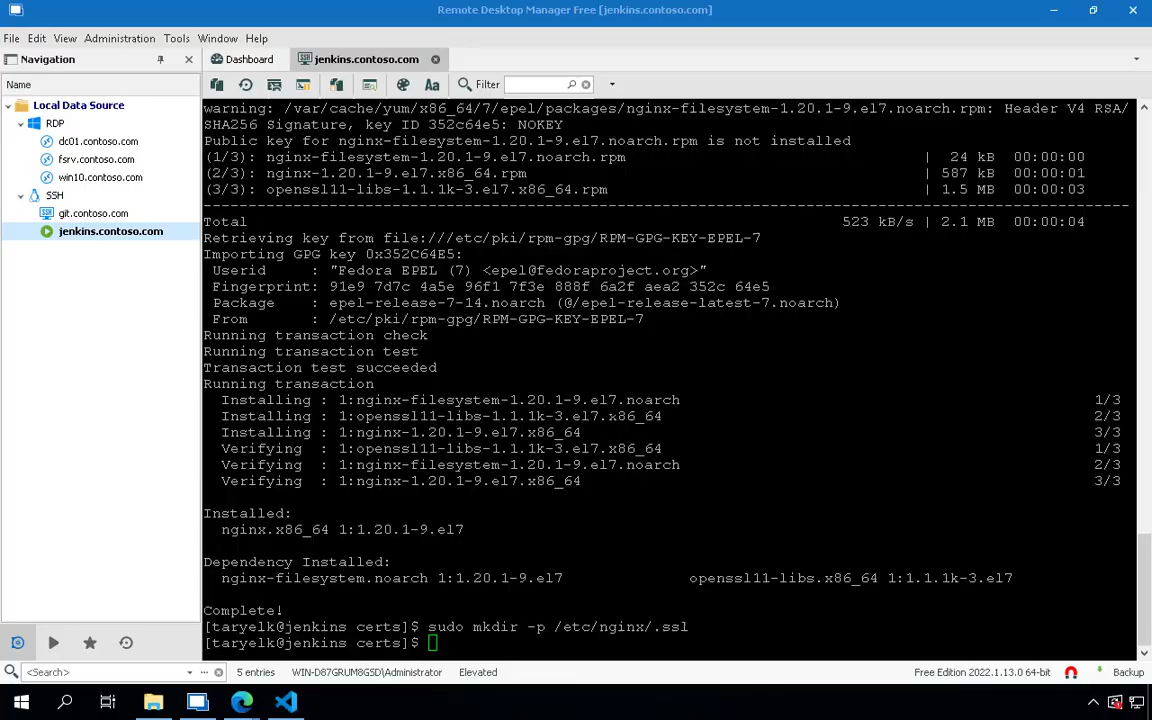 Remote Desktop Manager Free [jenkins.contoso.com]
File Edit View Administration Tools Window Help
Navigation
Dashboard
jenkins.contoso.com
Name
Filter
Local Data Source
RDP
dc01.contoso.com
fsrv.contoso.com
win10.contoso.com
SSH
git.contoso.com
jenkins.contoso.com
warning: /var/cache/yum/x86_64/7/epel/packages/nginx-filesystem-1.20.1-9.el7.noarch.rpm: Header V4 RSA/
SHA256 Signature, key ID 352c64e5: NOKEY
Public key for nginx-filesystem-1.20.1-9.el7.noarch.rpm is not installed
(1/3): nginx-filesystem-1.20.1-9.el7.noarch.rpm | 24 kB 00:00:00
(2/3): nginx-1.20.1-9.el7.x86_64.rpm | 587 kB 00:00:01
(3/3): openssl11-libs-1.1.1k-3.el7.x86_64.rpm | 1.5 MB 00:00:03
Total 523 kB/s | 2.1 MB 00:00:04
Retrieving key from file:///etc/pki/rpm-gpg/RPM-GPG-KEY-EPEL-7
Importing GPG key 0x352C64E5:
Userid : "Fedora EPEL (7) <epel@fedoraproject.org>"
Fingerprint: 91e9 7d7c 4a5e 96f1 7f3e 888f 6a2f aea2 352c 64e5
Package : epel-release-7-14.noarch (@/epel-release-latest-7.noarch)
From : /etc/pki/rpm-gpg/RPM-GPG-KEY-EPEL-7
Running transaction check
Running transaction test
Transaction test succeeded
Running transaction
Installing : 1:nginx-filesystem-1.20.1-9.el7.noarch 1/3
Installing : 1:openssl11-libs-1.1.1k-3.el7.x86_64 2/3
Installing : 1:nginx-1.20.1-9.el7.x86_64 3/3
Verifying : 1:openssl11-libs-1.1.1k-3.el7.x86_64 1/3
Verifying : 1:nginx-filesystem-1.20.1-9.el7.noarch 2/3
Verifying : 1:nginx-1.20.1-9.el7.x86_64 3/3
Installed:
nginx.x86_64 1:1.20.1-9.el7
Dependency Installed:
nginx-filesystem.noarch 1:1.20.1-9.el7 openssl11-libs.x86_64 1:1.1.1k-3.el7
Complete!
[taryelk@jenkins certs]$ sudo mkdir -p /etc/nginx/.ssl
[taryelk@jenkins certs]$
<Search> 5 entries WIN-D87GRUM8GSD\Administrator Elevated Free Edition 2022.1.13.0 64-bit Backup